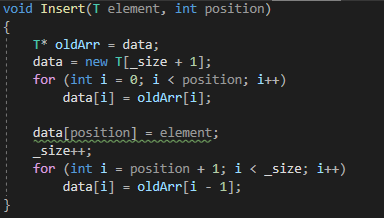 void Insert(T element, int position)
{
    T* oldArr = data;
    data = new T[_size + 1];
    for (int i = 0; i < position; i++)
        data[i] = oldArr[i];

    data[position] = element;
    _size++;
    for (int i = position + 1; i < _size; i++)
        data[i] = oldArr[i - 1];
}